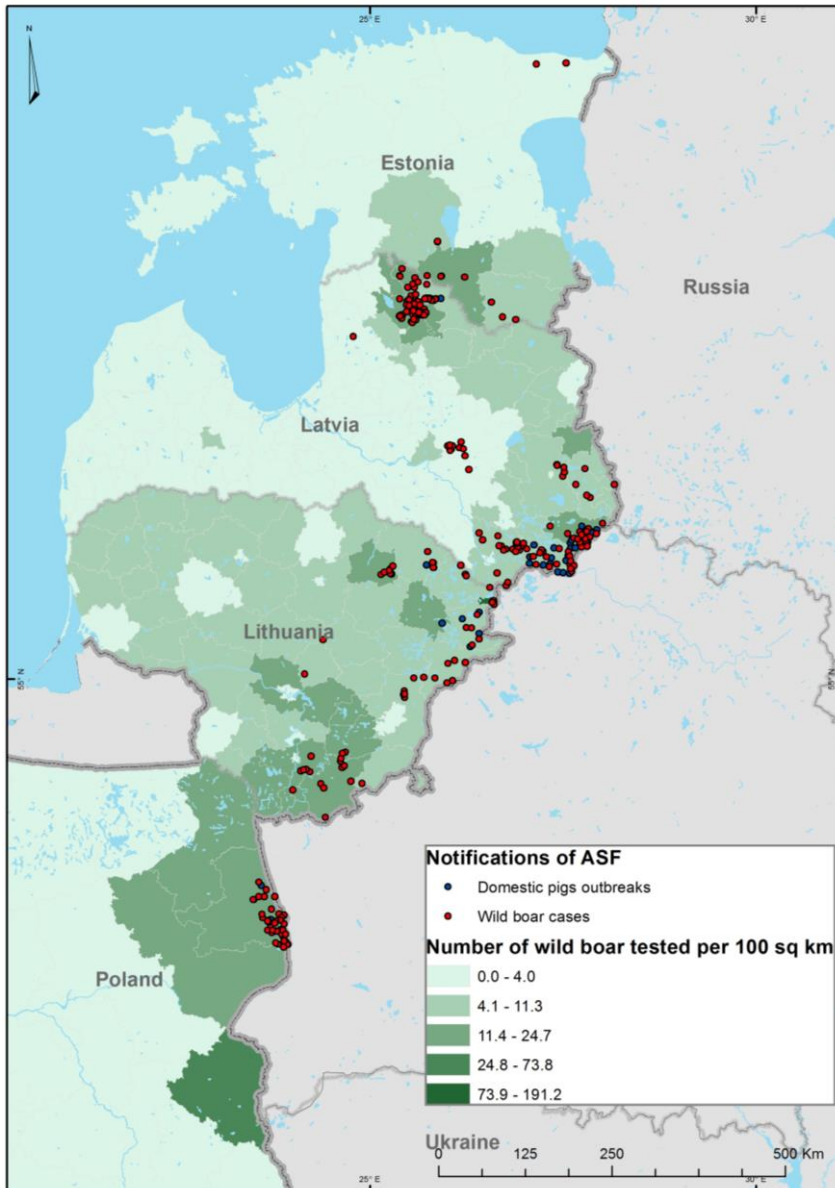 25° E
30° E
N
Estonia
Russia
Latvia
Lithuania
55° N
55° N
Notifications of ASF
Domestic pigs outbreaks
Wild boar cases
Number of wild boar tested per 100 sq km
0.0 - 4.0
4.1 - 11.3
11.4 - 24.7
24.8 - 73.8
73.9 - 191.2
Poland
Ukraine
0 125 250 500 Km
25° E
30° E